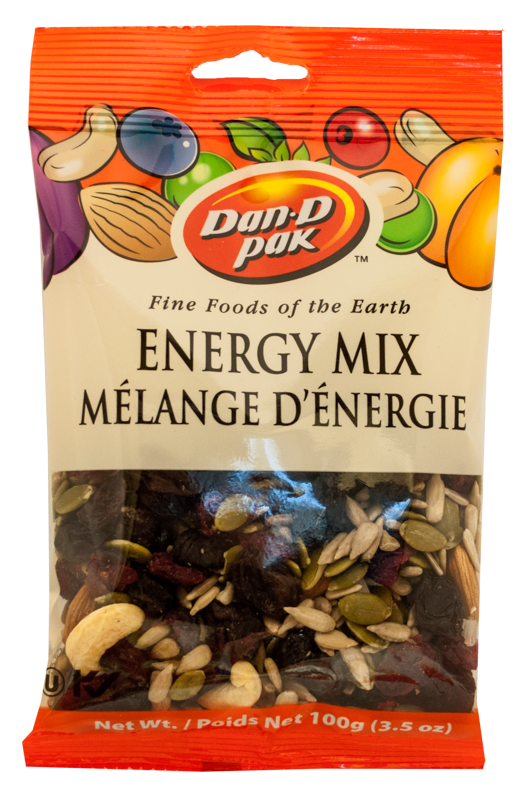 Dan·D
pak
TM
Fine Foods of the Earth
ENERGY MIX
MÉLANGE D'ÉNERGIE
U
Net Wt. / Poids Net 100g (3.5 oz)